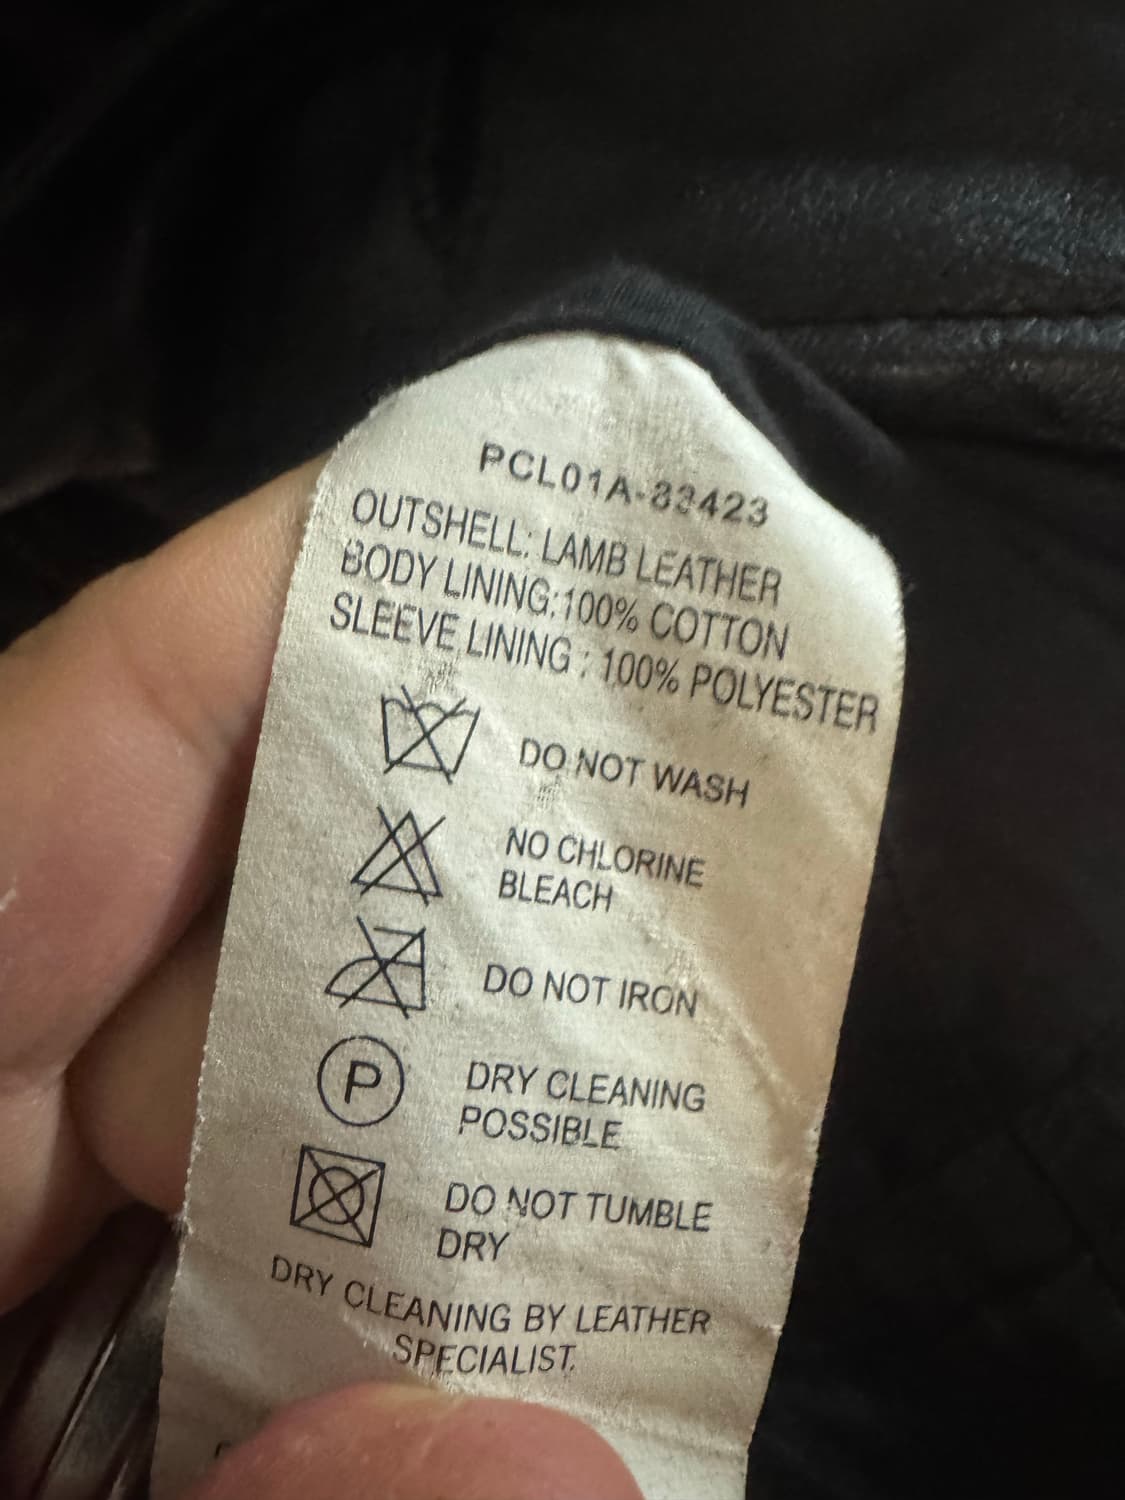 PCL01A-33423
OUTSHELL: LAMB LEATHER
BODY LINING:100% COTTON
SLEEVE LINING : 100% POLYESTER
DO NOT WASH
NO CHLORINE
BLEACH
DO NOT IRON
P
DRY CLEANING
POSSIBLE
DO NOT TUMBLE
DRY
DRY CLEANING BY LEATHER
SPECIALIST.